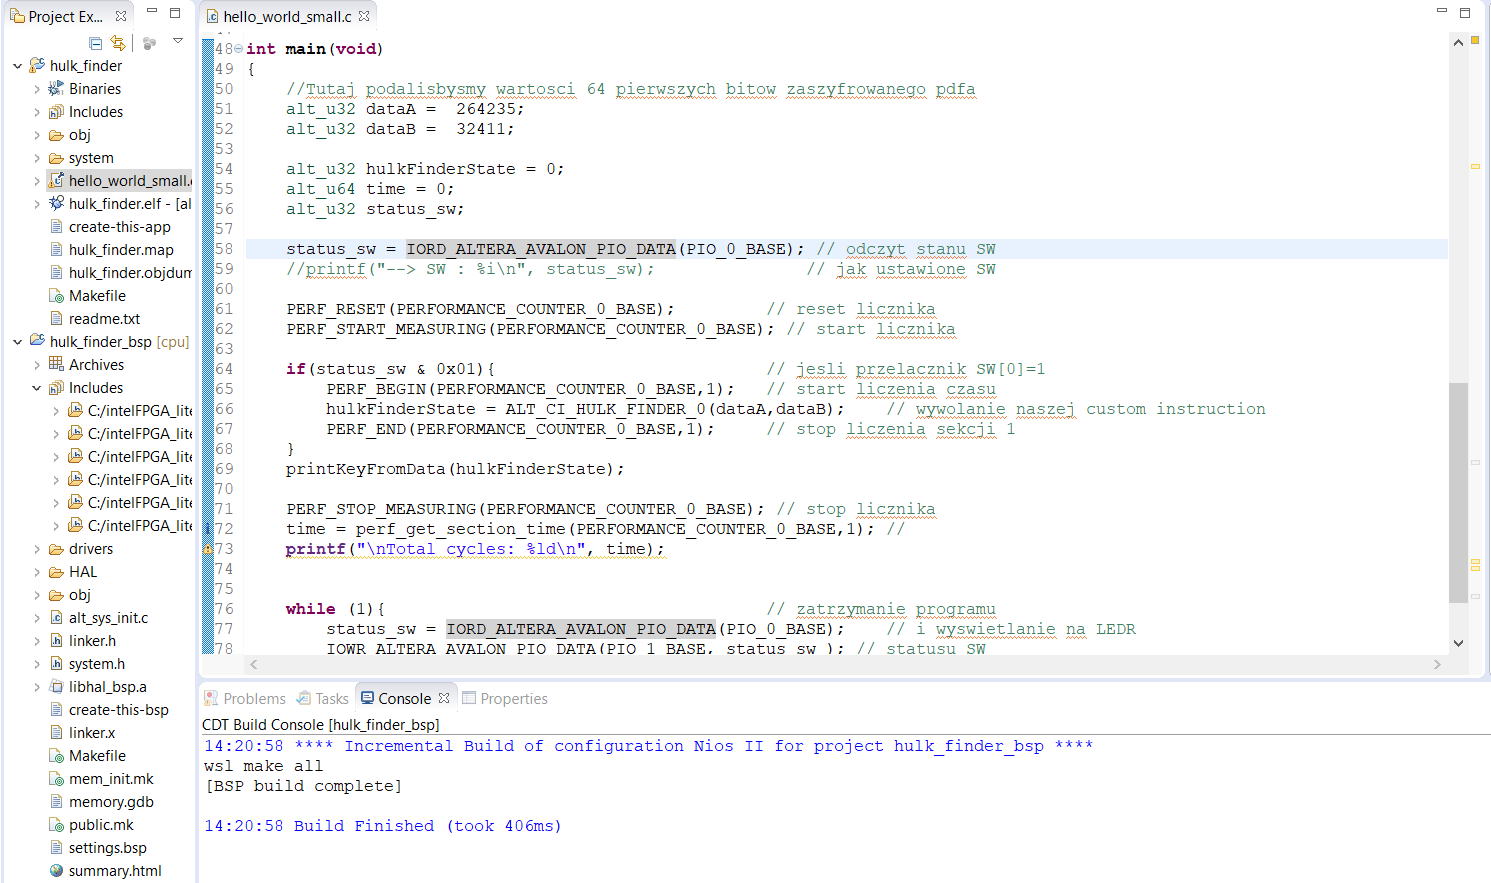 Project Ex...
hulk_finder
Binaries
Includes
obj
system
hello_world_small.
hulk_finder.elf - [al
create-this-app
hulk_finder.map
hulk_finder.objdum
Makefile
readme.txt
hulk_finder_bsp [cpu]
Archives
Includes
C:/intelFPGA_lite
C:/intelFPGA_lite
C:/intelFPGA_lite
C:/intelFPGA_lite
C:/intelFPGA_lite
C:/intelFPGA_lite
drivers
HAL
obj
alt_sys_init.c
linker.h
system.h
libhal_bsp.a
create-this-bsp
linker.x
Makefile
mem_init.mk
memory.gdb
public.mk
settings.bsp
summary.html
hello_world_small.c
48 int main(void)
49 {
50 //Tutaj podalisbysmy wartosci 64 pierwszych bitow zaszyfrowanego pdfa
51 alt_u32 dataA = 264235;
52 alt_u32 dataB = 32411;
53
54 alt_u32 hulkFinderState = 0;
55 alt_u64 time = 0;
56 alt_u32 status_sw;
57
58 status_sw = IORD_ALTERA_AVALON_PIO_DATA(PIO_0_BASE); // odczyt stanu SW
59 //printf("--> SW : %i\n", status_sw); // jak ustawione SW
60
61 PERF_RESET(PERFORMANCE_COUNTER_0_BASE); // reset licznika
62 PERF_START_MEASURING(PERFORMANCE_COUNTER_0_BASE); // start licznika
63
64 if(status_sw & 0x01){ // jesli przelacznik SW[0]=1
65 PERF_BEGIN(PERFORMANCE_COUNTER_0_BASE,1); // start liczenia czasu
66 hulkFinderState = ALT_CI_HULK_FINDER_0(dataA,dataB); // wywolanie naszej custom instruction
67 PERF_END(PERFORMANCE_COUNTER_0_BASE,1); // stop liczenia sekcji 1
68 }
69 printKeyFromData(hulkFinderState);
70
71 PERF_STOP_MEASURING(PERFORMANCE_COUNTER_0_BASE); // stop licznika
72 time = perf_get_section_time(PERFORMANCE_COUNTER_0_BASE,1); //
73 printf("\nTotal cycles: %ld\n", time);
74
75
76 while (1){ // zatrzymanie programu
77 status_sw = IORD_ALTERA_AVALON_PIO_DATA(PIO_0_BASE); // i wyswietlanie na LEDR
78 IOWR_ALTERA_AVALON_PIO_DATA(PIO_1_BASE, status_sw ); // statusu SW
Problems Tasks Console Properties
CDT Build Console [hulk_finder_bsp]
14:20:58 **** Incremental Build of configuration Nios II for project hulk_finder_bsp ****
wsl make all
[BSP build complete]
14:20:58 Build Finished (took 406ms)